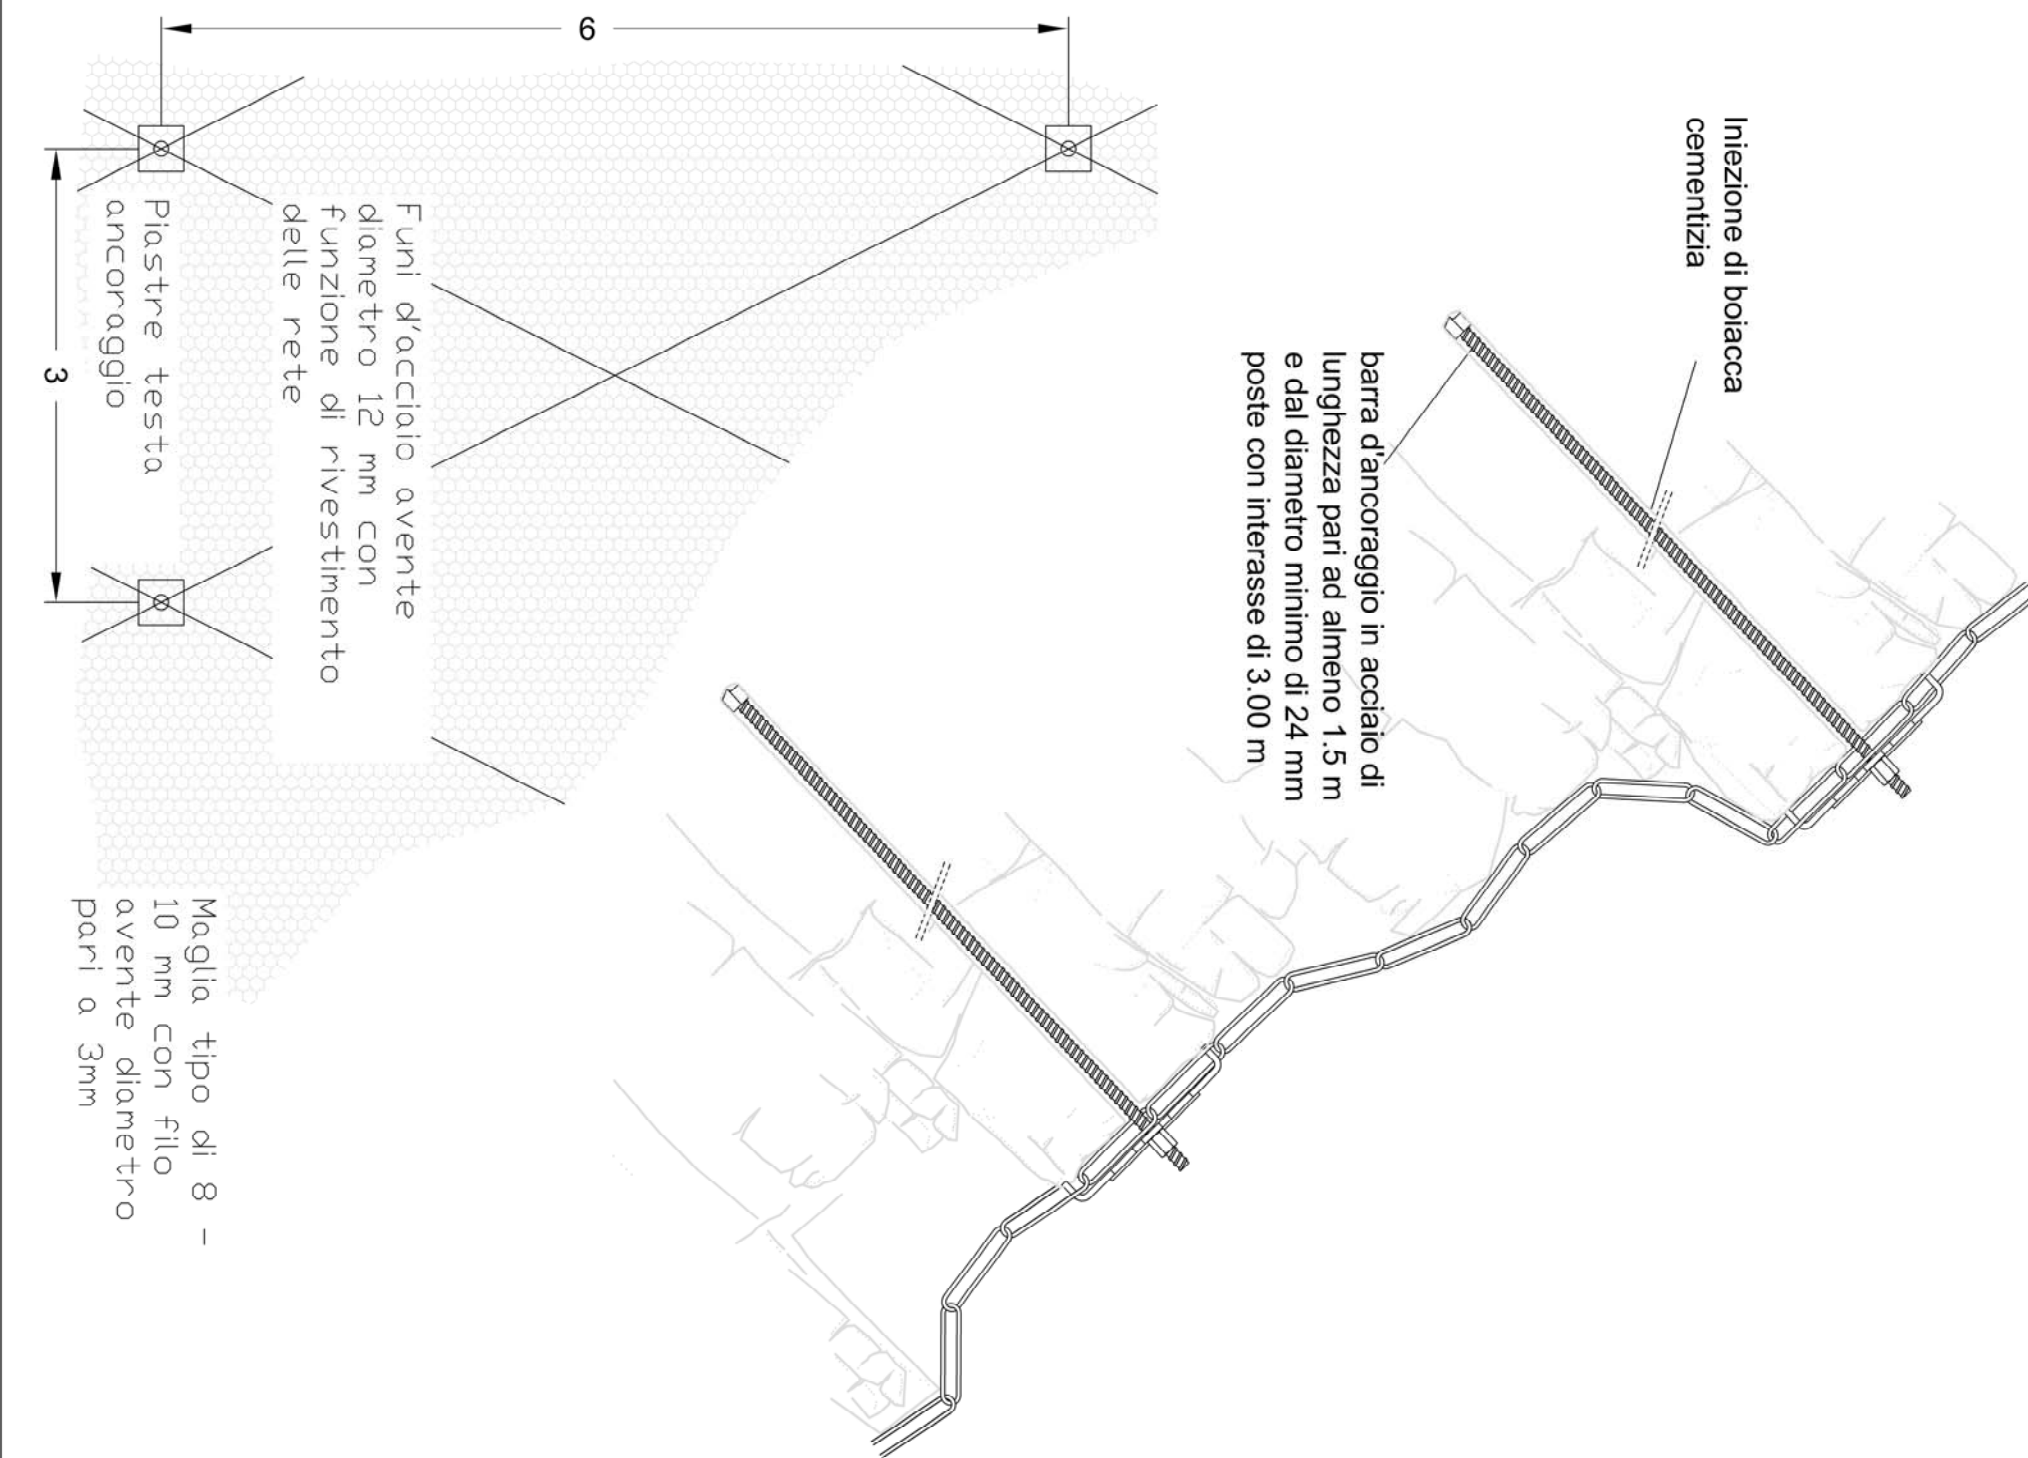 Iniezione di boiacca
cementizia
barra d'ancoraggio in acciaio di
lunghezza pari ad almeno 1.5 m
e dal diametro minimo di 24 mm
poste con interasse di 3.00 m
6
Funi d'acciaio avente
diametro 12 mm con
funzione di rivestimento
delle rete
Piastre testa
ancoraggio
3
Maglia tipo di 8 -
10 mm con filo
avente diametro
pari a 3mm